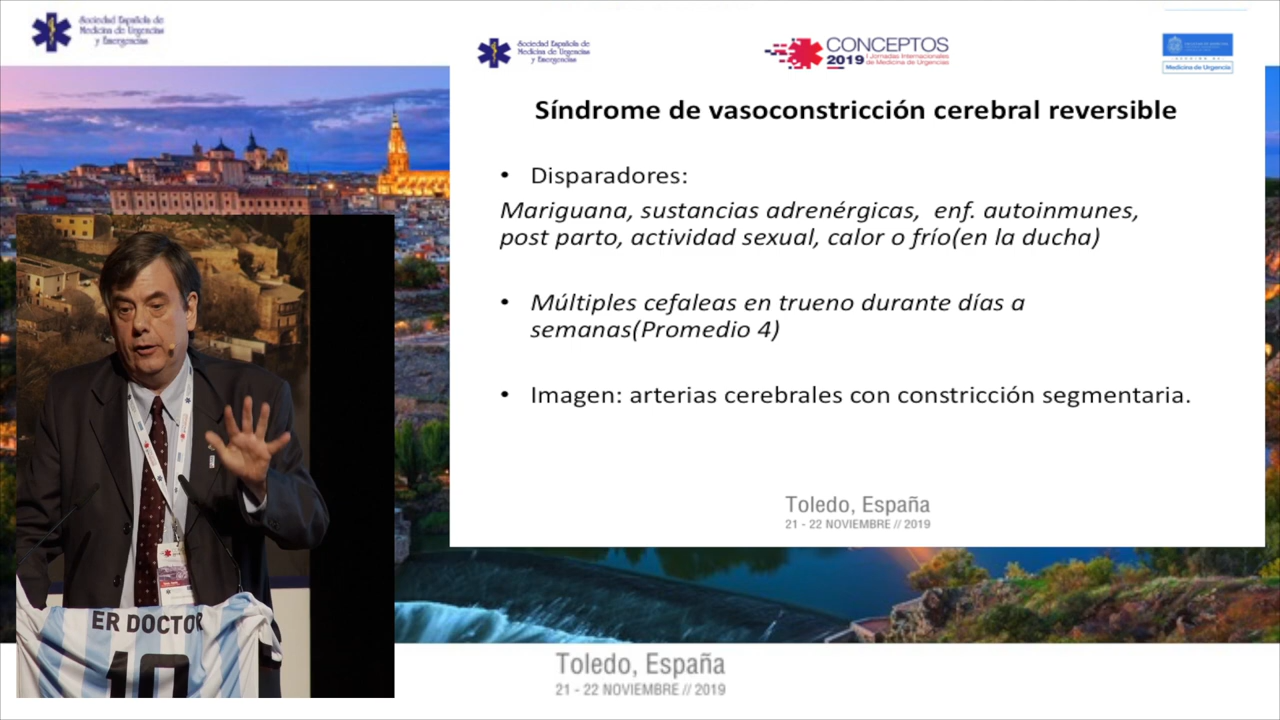 Sociedad Española de
Medicina de Urgencias
y Emergencias
Sociedad Española de
Medicina de Urgencias
y Emergencias
CONCEPTOS
2019 I Jornadas Internacionales
de Medicina de Urgencias
Medicina de Urgencia
Síndrome de vasoconstricción cerebral reversible
• Disparadores:
Mariguana, sustancias adrenérgicas, enf. autoinmunes,
post parto, actividad sexual, calor o frío(en la ducha)
• Múltiples cefaleas en trueno durante días a
semanas(Promedio 4)
• Imagen: arterias cerebrales con constricción segmentaria.
Toledo, España
21 - 22 NOVIEMBRE // 2019
ER DOCTOR
10
Toledo, España
21 - 22 NOVIEMBRE // 2019